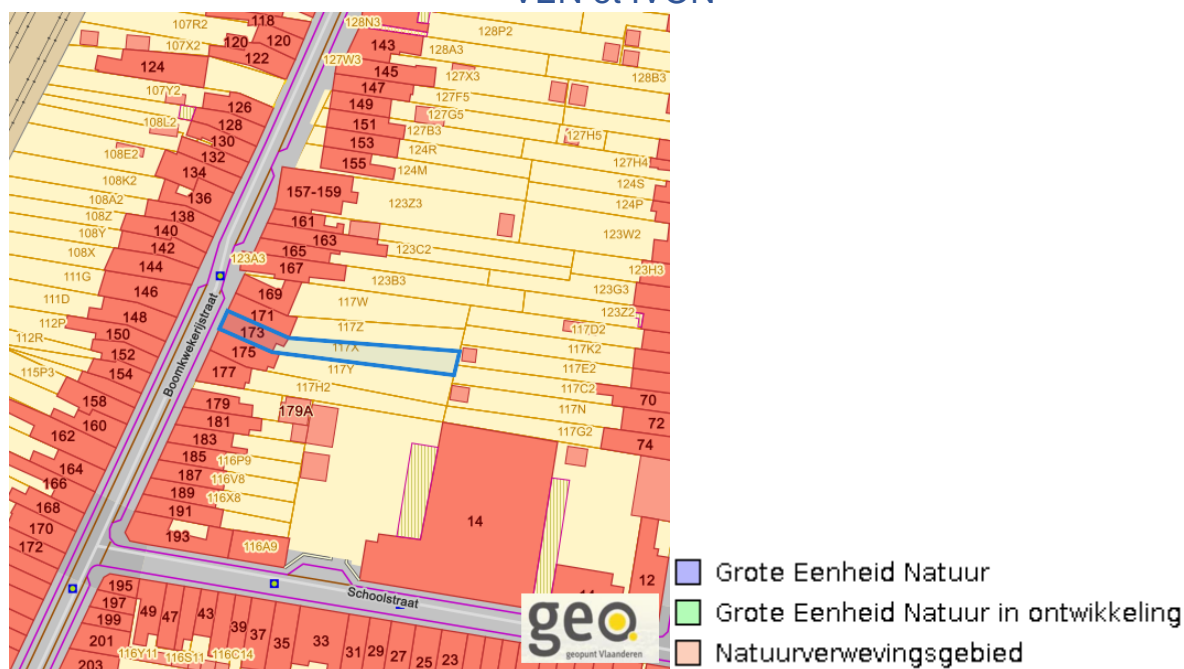 VEN et IVON
107R2 118 128N3 128P2
120 120 143 128A3
107X2 122 127W3
124 145 127X3 128B3
107Y2 147 127F5
126 149 127G5
108L2 128 151 127B3 127H5
130 153 124R
108E2 132 155 124M 127H4
134 124S
108K2 136 157-159 123Z3 124P
108A2 138 161 123W2
108Z 140 163 123C2
108Y 142 165
108X 144 123A3 167 123B3 123H3
111G 146 169 117W 123G3
111D 148 171 117Z 123Z2
112P 150 173 117X 117D2
112R 152 175 117Y 117K2
115P3 154 177 117H2 117E2
158 179 179A 117C2 70
160 181 117N 72
162 183 117G2 74
164 185 116P9
166 187 116V8
168 189 116X8
170 191 14
172 193 116A9 12
Boomkwekerijstraat
Schoolstraat
195 197 199 201 203
49 47 43 39 37 35 33 31 29 27 25 23
116Y11 116S11 116C14
geo
geopunt Vlaanderen
Grote Eenheid Natuur
Grote Eenheid Natuur in ontwikkeling
Natuurverwevingsgebied